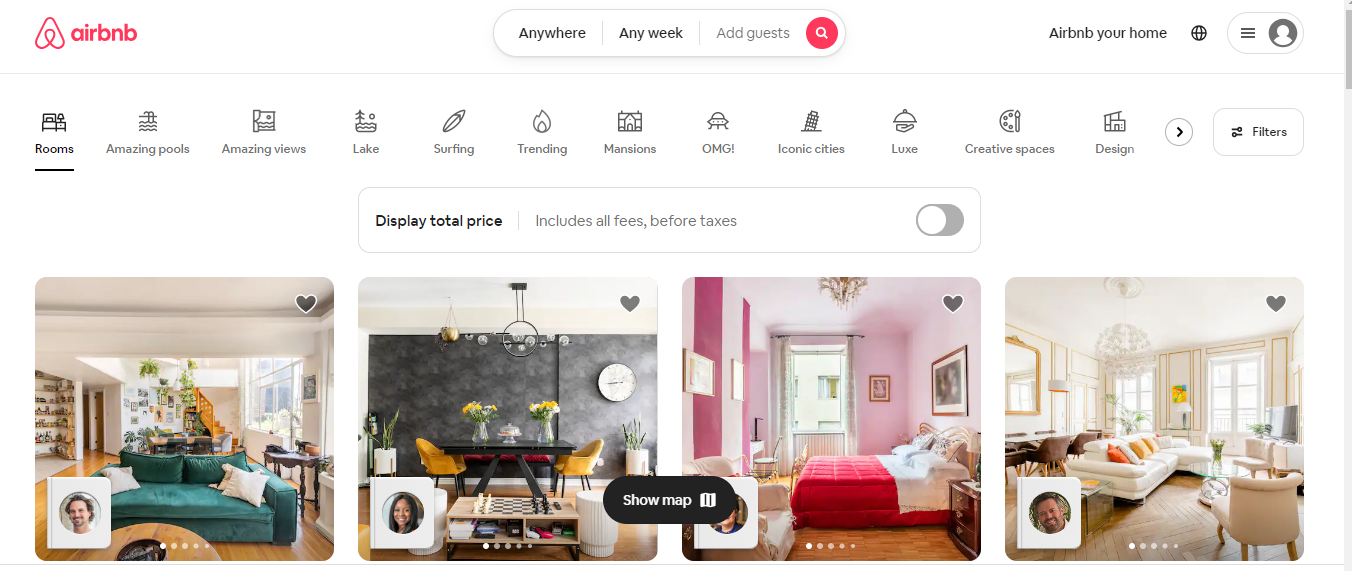 airbnb
Anywhere
Any week
Add guests
Airbnb your home
Rooms
Amazing pools
Amazing views
Lake
Surfing
Trending
Mansions
OMG!
Iconic cities
Luxe
Creative spaces
Design
Filters
Display total price
Includes all fees, before taxes
Show map